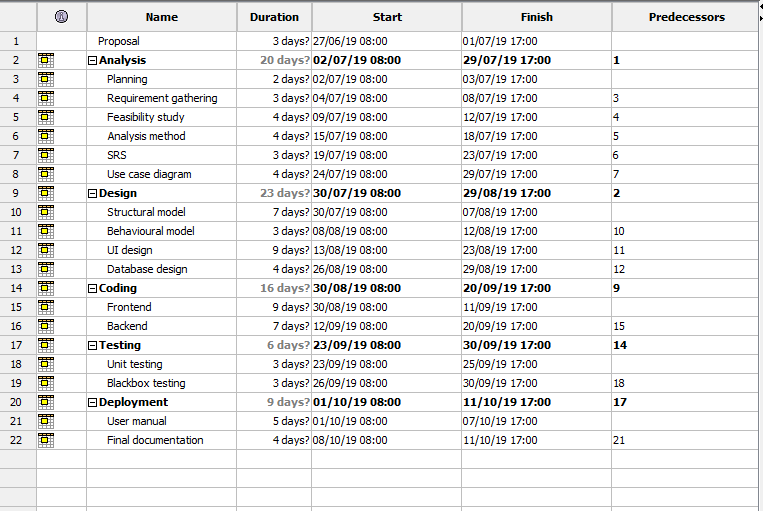 Name Duration Start Finish Predecessors
1 Proposal 3 days? 27/06/19 08:00 01/07/19 17:00
2 Analysis 20 days? 02/07/19 08:00 29/07/19 17:00 1
3 Planning 2 days? 02/07/19 08:00 03/07/19 17:00
4 Requirement gathering 3 days? 04/07/19 08:00 08/07/19 17:00 3
5 Feasibility study 4 days? 09/07/19 08:00 12/07/19 17:00 4
6 Analysis method 4 days? 15/07/19 08:00 18/07/19 17:00 5
7 SRS 3 days? 19/07/19 08:00 23/07/19 17:00 6
8 Use case diagram 4 days? 24/07/19 08:00 29/07/19 17:00 7
9 Design 23 days? 30/07/19 08:00 29/08/19 17:00 2
10 Structural model 7 days? 30/07/19 08:00 07/08/19 17:00
11 Behavioural model 3 days? 08/08/19 08:00 12/08/19 17:00 10
12 UI design 9 days? 13/08/19 08:00 23/08/19 17:00 11
13 Database design 4 days? 26/08/19 08:00 29/08/19 17:00 12
14 Coding 16 days? 30/08/19 08:00 20/09/19 17:00 9
15 Frontend 9 days? 30/08/19 08:00 11/09/19 17:00
16 Backend 7 days? 12/09/19 08:00 20/09/19 17:00 15
17 Testing 6 days? 23/09/19 08:00 30/09/19 17:00 14
18 Unit testing 3 days? 23/09/19 08:00 25/09/19 17:00
19 Blackbox testing 3 days? 26/09/19 08:00 30/09/19 17:00 18
20 Deployment 9 days? 01/10/19 08:00 11/10/19 17:00 17
21 User manual 5 days? 01/10/19 08:00 07/10/19 17:00
22 Final documentation 4 days? 08/10/19 08:00 11/10/19 17:00 21